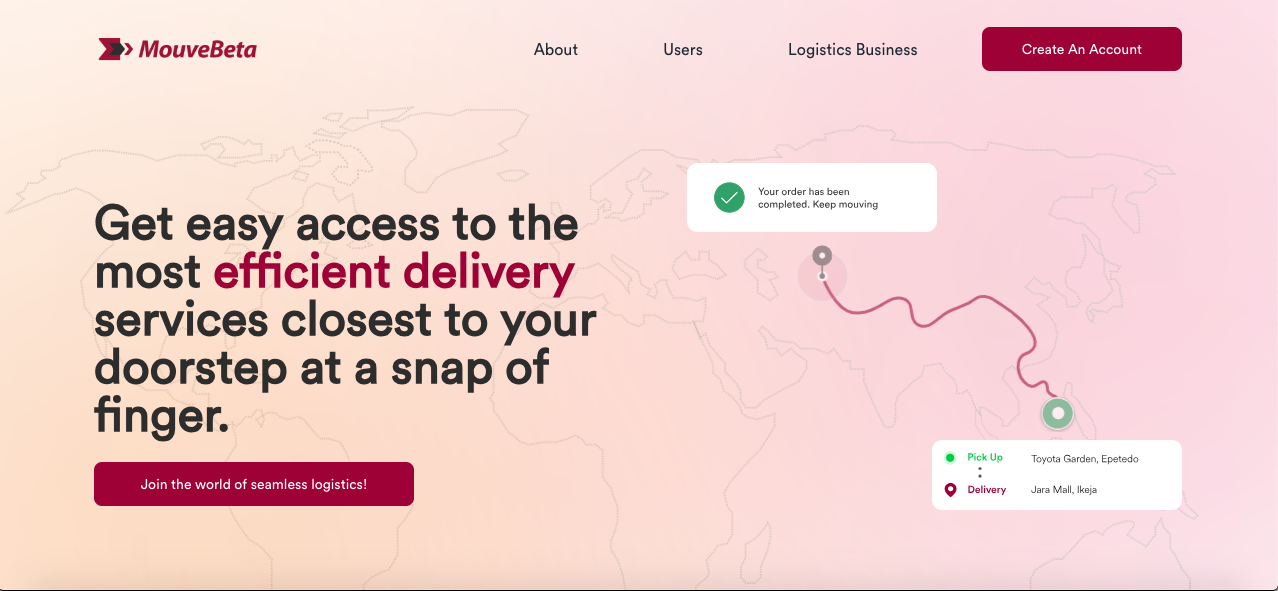 MouveBeta
About
Users
Logistics Business
Create An Account
Get easy access to the
most efficient delivery
services closest to your
doorstep at a snap of
finger.
Join the world of seamless logistics!
Your order has been
completed. Keep mouving
Pick Up
Toyota Garden, Epetedo
Delivery
Jara Mall, Ikeja